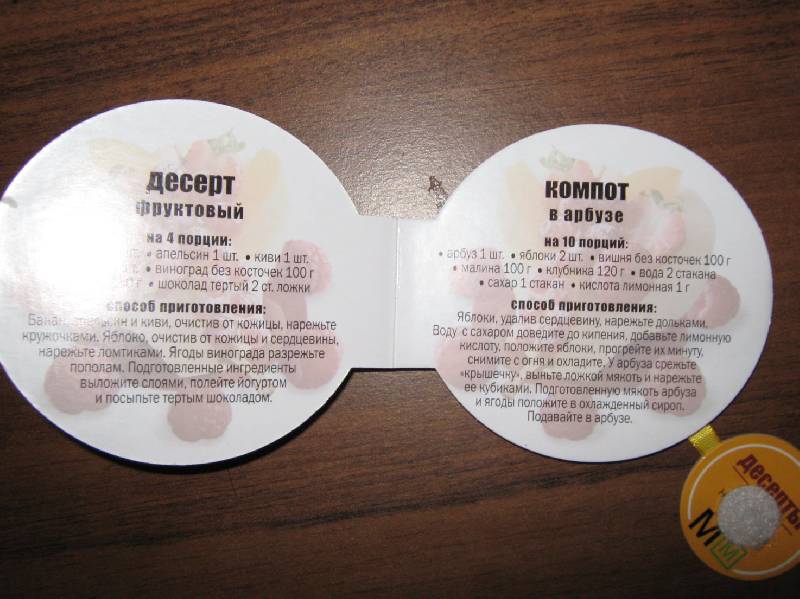 десерт
фруктовый
на 4 порции:
шт. • апельсин 1 шт. • киви 1 шт.
• виноград без косточек 100 г
г • шоколад тертый 2 ст. ложки
способ приготовления:
Банан, апельсин и киви, очистив от кожицы, нарежьте
кружочками. Яблоко, очистив от кожицы и сердцевины,
нарежьте ломтиками. Ягоды винограда разрежьте
пополам. Подготовленные ингредиенты
выложите слоями, полейте йогуртом
и посыпьте тертым шоколадом.
компот
в арбузе
на 10 порций:
• арбуз 1 шт. • яблоки 2 шт. • вишня без косточек 100 г
• малина 100 г • клубника 120 г • вода 2 стакана
• сахар 1 стакан • кислота лимонная 1 г
способ приготовления:
Яблоки, удалив сердцевину, нарежьте дольками.
Воду с сахаром доведите до кипения, добавьте лимонную
кислоту, положите яблоки, прогрейте их минуту,
снимите с огня и охладите. У арбуза срежьте
«крышечку», выньте ложкой мякоть и нарежьте
ее кубиками. Подготовленную мякоть арбуза
и ягоды положите в охлажденный сироп.
Подавайте в арбузе.
десерты
М
М